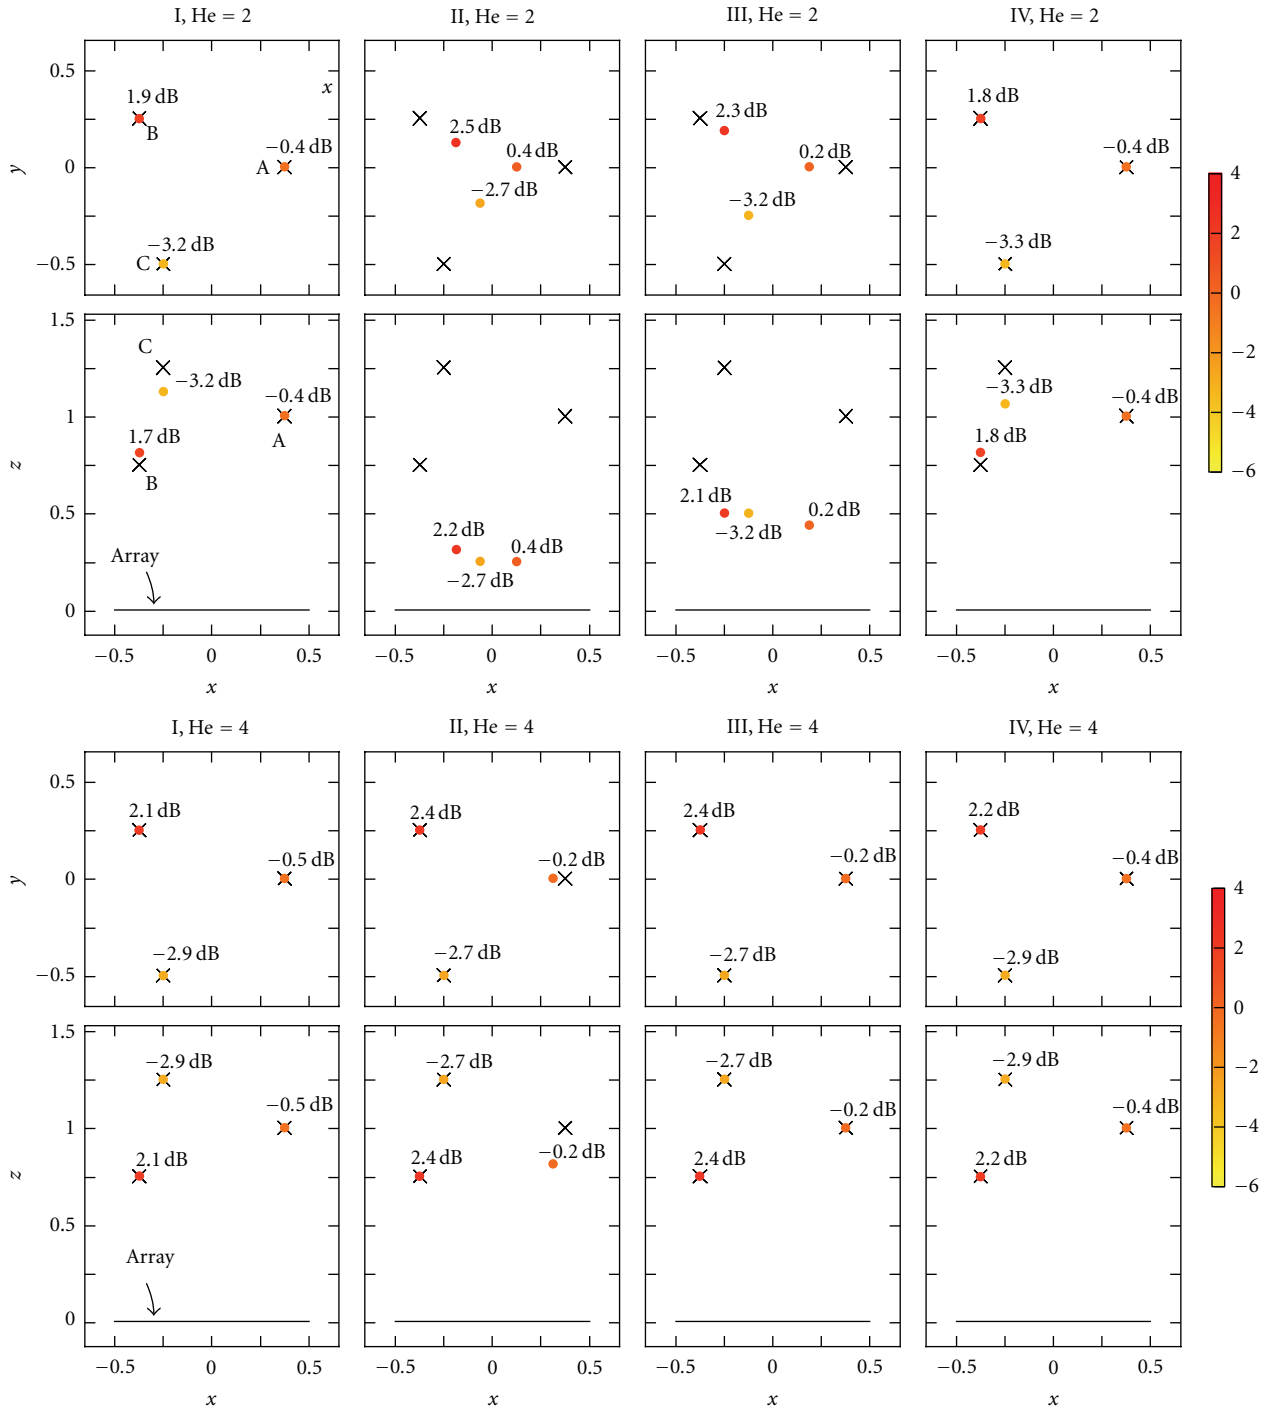 I, He = 2
II, He = 2
III, He = 2
IV, He = 2
0.5
0
−0.5
y
x
1.9 dB
B
−0.4 dB
A
−3.2 dB
C
2.5 dB
0.4 dB
−2.7 dB
2.3 dB
0.2 dB
−3.2 dB
1.8 dB
−0.4 dB
−3.3 dB
4
2
0
−2
−4
−6
1.5
1
0.5
0
z
C
−3.2 dB
−0.4 dB
A
1.7 dB
B
Array
2.2 dB
0.4 dB
−2.7 dB
2.1 dB
−3.2 dB
0.2 dB
−3.3 dB
−0.4 dB
1.8 dB
−0.5 0 0.5
−0.5 0 0.5
−0.5 0 0.5
−0.5 0 0.5
x
x
x
x
I, He = 4
II, He = 4
III, He = 4
IV, He = 4
0.5
0
−0.5
y
2.1 dB
−0.5 dB
−2.9 dB
2.4 dB
−0.2 dB
−2.7 dB
2.4 dB
−0.2 dB
−2.7 dB
2.2 dB
−0.4 dB
−2.9 dB
4
2
0
−2
−4
−6
1.5
1
0.5
0
z
−2.9 dB
−0.5 dB
2.1 dB
Array
−2.7 dB
−0.2 dB
2.4 dB
−2.7 dB
−0.2 dB
2.4 dB
−2.9 dB
−0.4 dB
2.2 dB
−0.5 0 0.5
−0.5 0 0.5
−0.5 0 0.5
−0.5 0 0.5
x
x
x
x